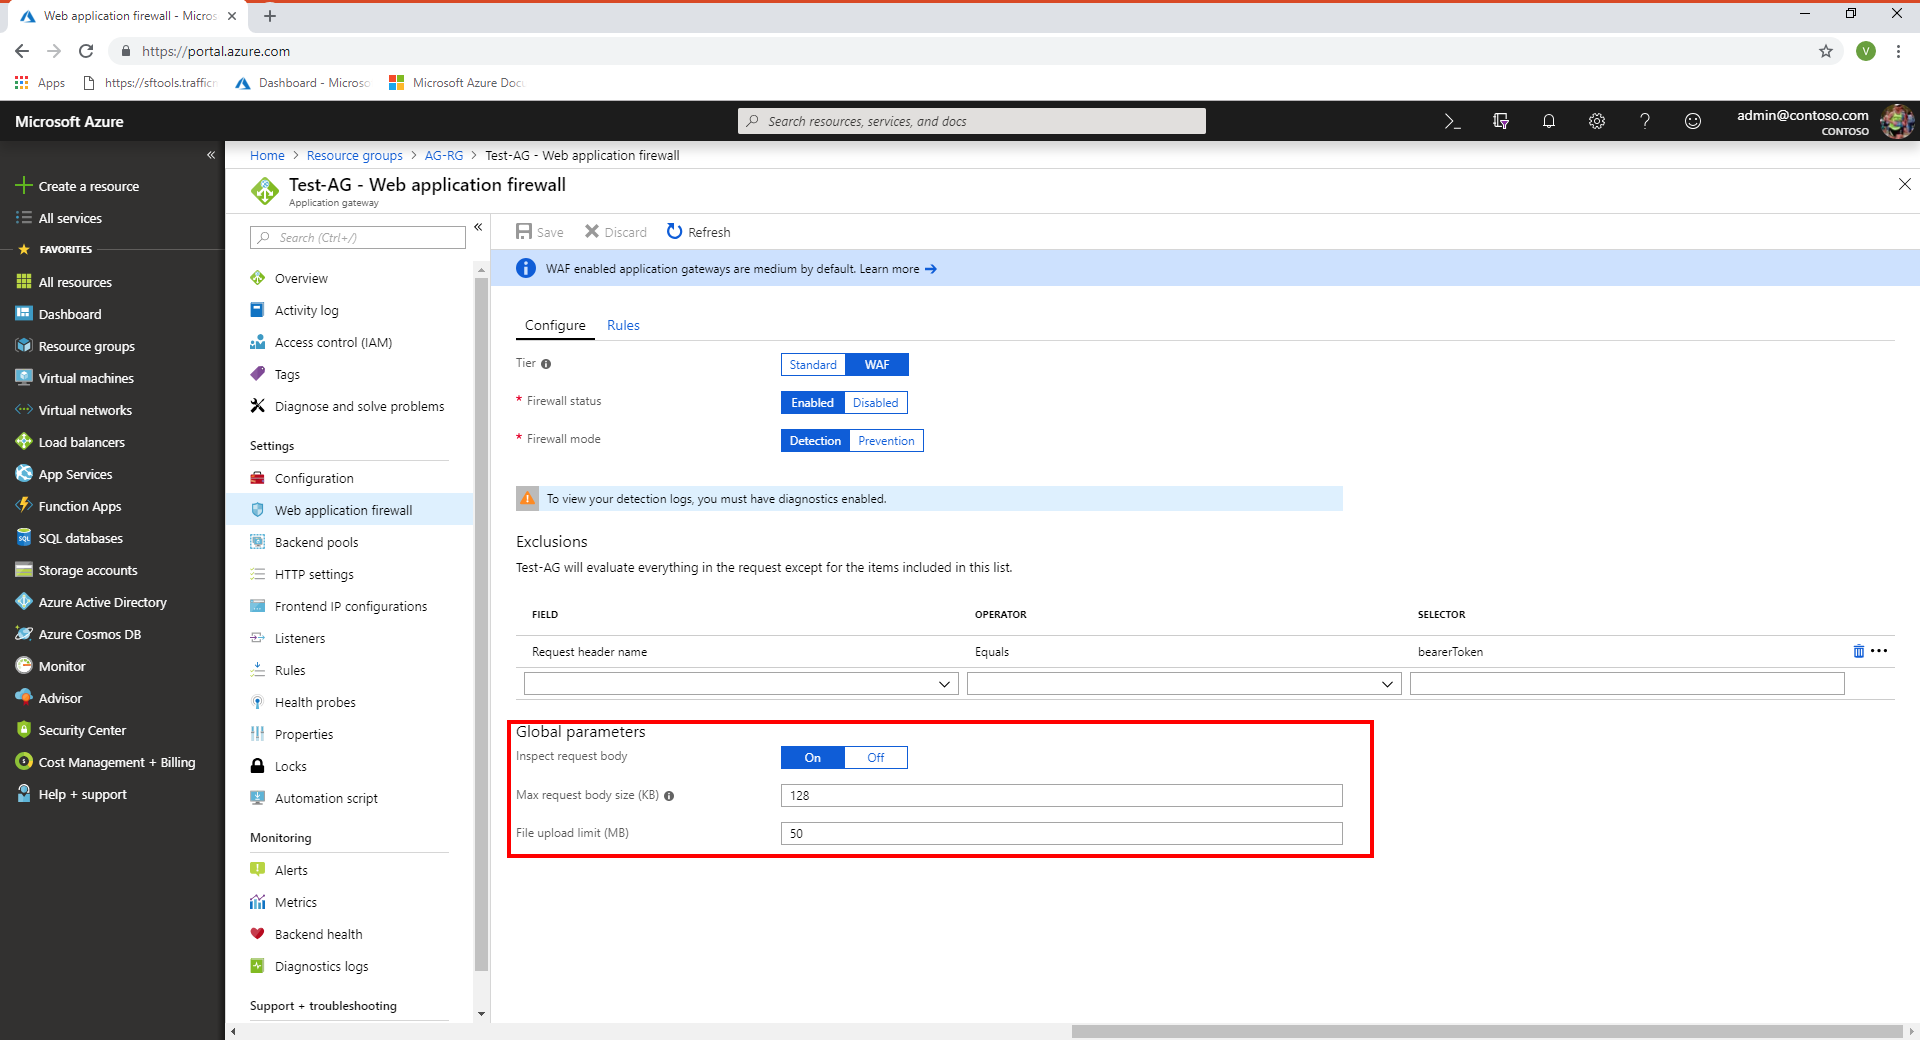 Web application firewall - Micros
https://portal.azure.com
V
Apps
https://sftools.trafficm
Dashboard - Microso
Microsoft Azure Docu
Microsoft Azure
Search resources, services, and docs
admin@contoso.com
CONTOSO
Create a resource
All services
FAVORITES
All resources
Dashboard
Resource groups
Virtual machines
Virtual networks
Load balancers
App Services
Function Apps
SQL databases
Storage accounts
Azure Active Directory
Azure Cosmos DB
Monitor
Advisor
Security Center
Cost Management + Billing
Help + support
Home > Resource groups > AG-RG > Test-AG - Web application firewall
Test-AG - Web application firewall
Application gateway
Search (Ctrl+/)
Overview
Activity log
Access control (IAM)
Tags
Diagnose and solve problems
Settings
Configuration
Web application firewall
Backend pools
HTTP settings
Frontend IP configurations
Listeners
Rules
Health probes
Properties
Locks
Automation script
Monitoring
Alerts
Metrics
Backend health
Diagnostics logs
Support + troubleshooting
Save Discard Refresh
WAF enabled application gateways are medium by default. Learn more →
Configure Rules
Tier Standard WAF
* Firewall status Enabled Disabled
* Firewall mode Detection Prevention
To view your detection logs, you must have diagnostics enabled.
Exclusions
Test-AG will evaluate everything in the request except for the items included in this list.
FIELD OPERATOR SELECTOR
Request header name Equals bearerToken
Global parameters
Inspect request body On Off
Max request body size (KB) 128
File upload limit (MB) 50